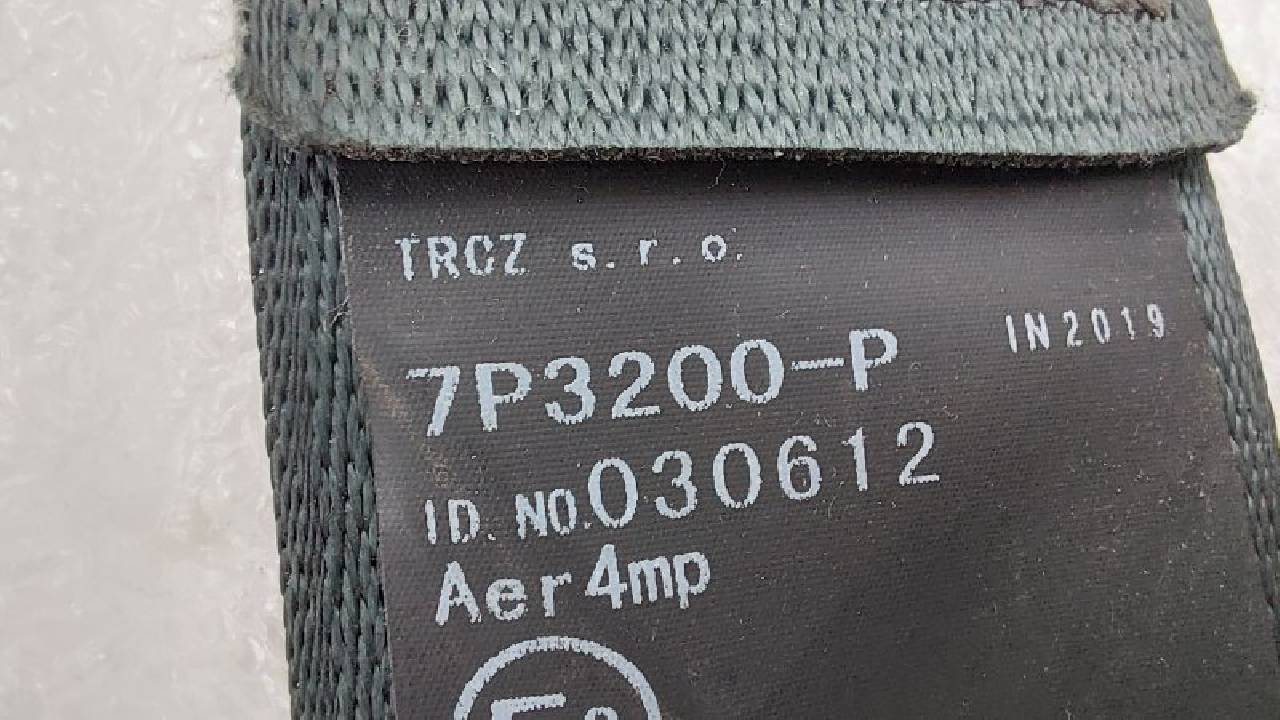 TRCZ s.r.o.
IN2019
7P3200-P
ID. NO.030612
Aer4mp